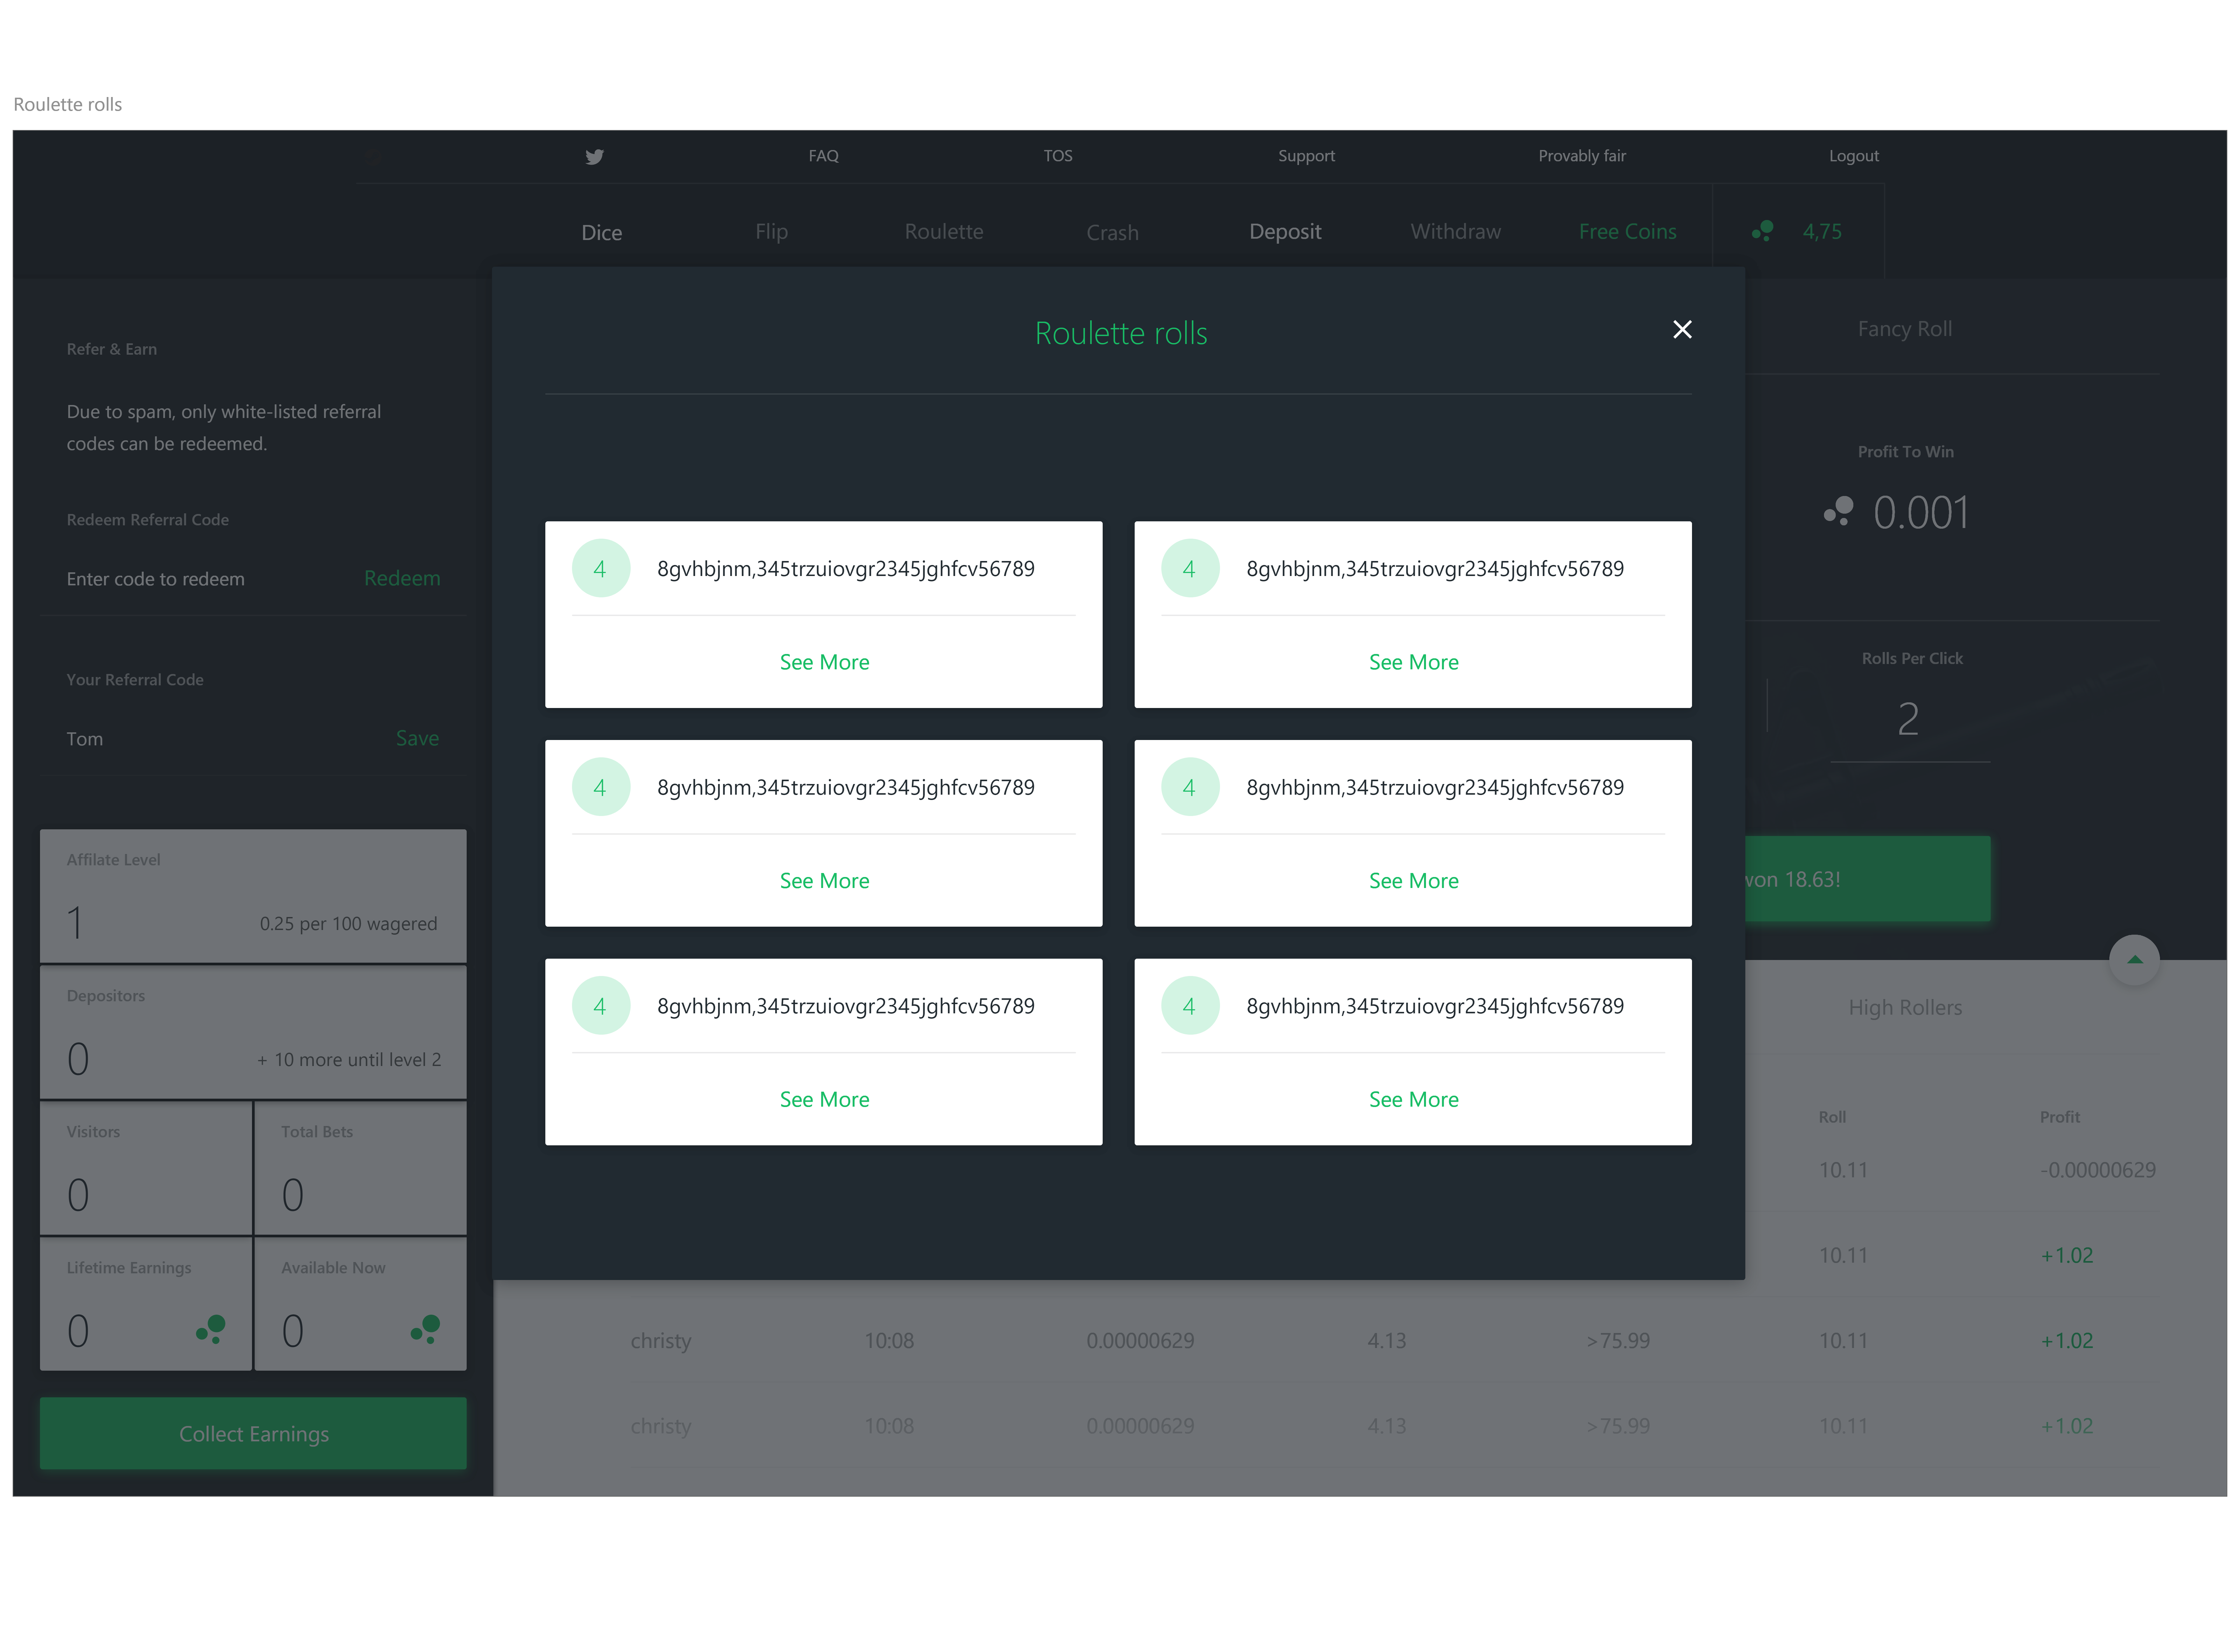 Roulette rolls
FAQ
TOS
Support
Provably fair
Logout
Dice
Flip
Roulette
Crash
Deposit
Withdraw
Free Coins
4,75
Refer & Earn
Due to spam, only white-listed referral
codes can be redeemed.
Redeem Referral Code
Enter code to redeem
Redeem
Your Referral Code
Tom
Save
Affilate Level
1
0.25 per 100 wagered
Depositors
0
+ 10 more until level 2
Visitors
0
Total Bets
0
Lifetime Earnings
0
Available Now
0
Collect Earnings
Roulette rolls
4
8gvhbjnm,345trzuiovgr2345jghfcv56789
See More
4
8gvhbjnm,345trzuiovgr2345jghfcv56789
See More
4
8gvhbjnm,345trzuiovgr2345jghfcv56789
See More
4
8gvhbjnm,345trzuiovgr2345jghfcv56789
See More
4
8gvhbjnm,345trzuiovgr2345jghfcv56789
See More
4
8gvhbjnm,345trzuiovgr2345jghfcv56789
See More
Fancy Roll
Profit To Win
0.001
Rolls Per Click
2
won 18.63!
High Rollers
Roll
Profit
10.11
-0.00000629
10.11
+1.02
christy
10:08
0.00000629
4.13
>75.99
10.11
+1.02
christy
10:08
0.00000629
4.13
>75.99
10.11
+1.02